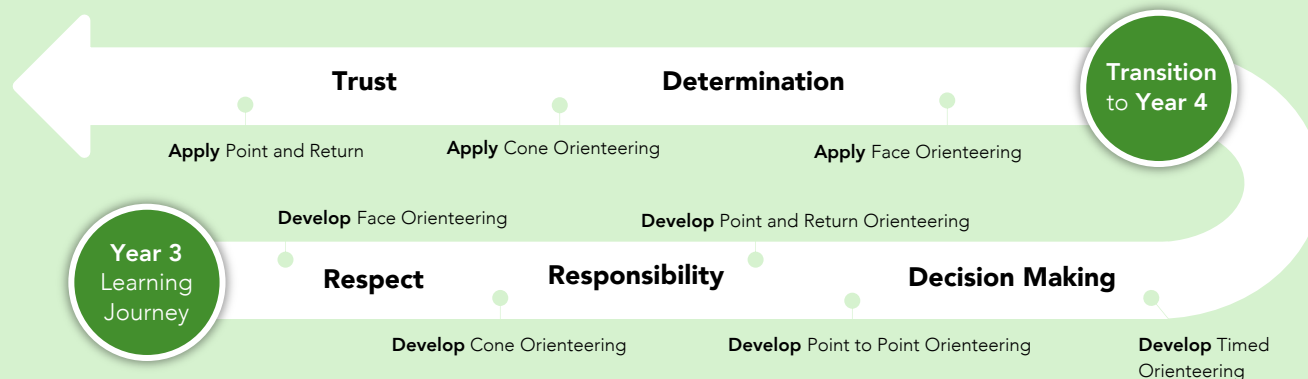 Trust
Determination
Transition
to Year 4
Apply Point and Return
Apply Cone Orienteering
Apply Face Orienteering
Develop Face Orienteering
Develop Point and Return Orienteering
Year 3
Learning
Journey
Respect
Responsibility
Decision Making
Develop Cone Orienteering
Develop Point to Point Orienteering
Develop Timed
Orienteering